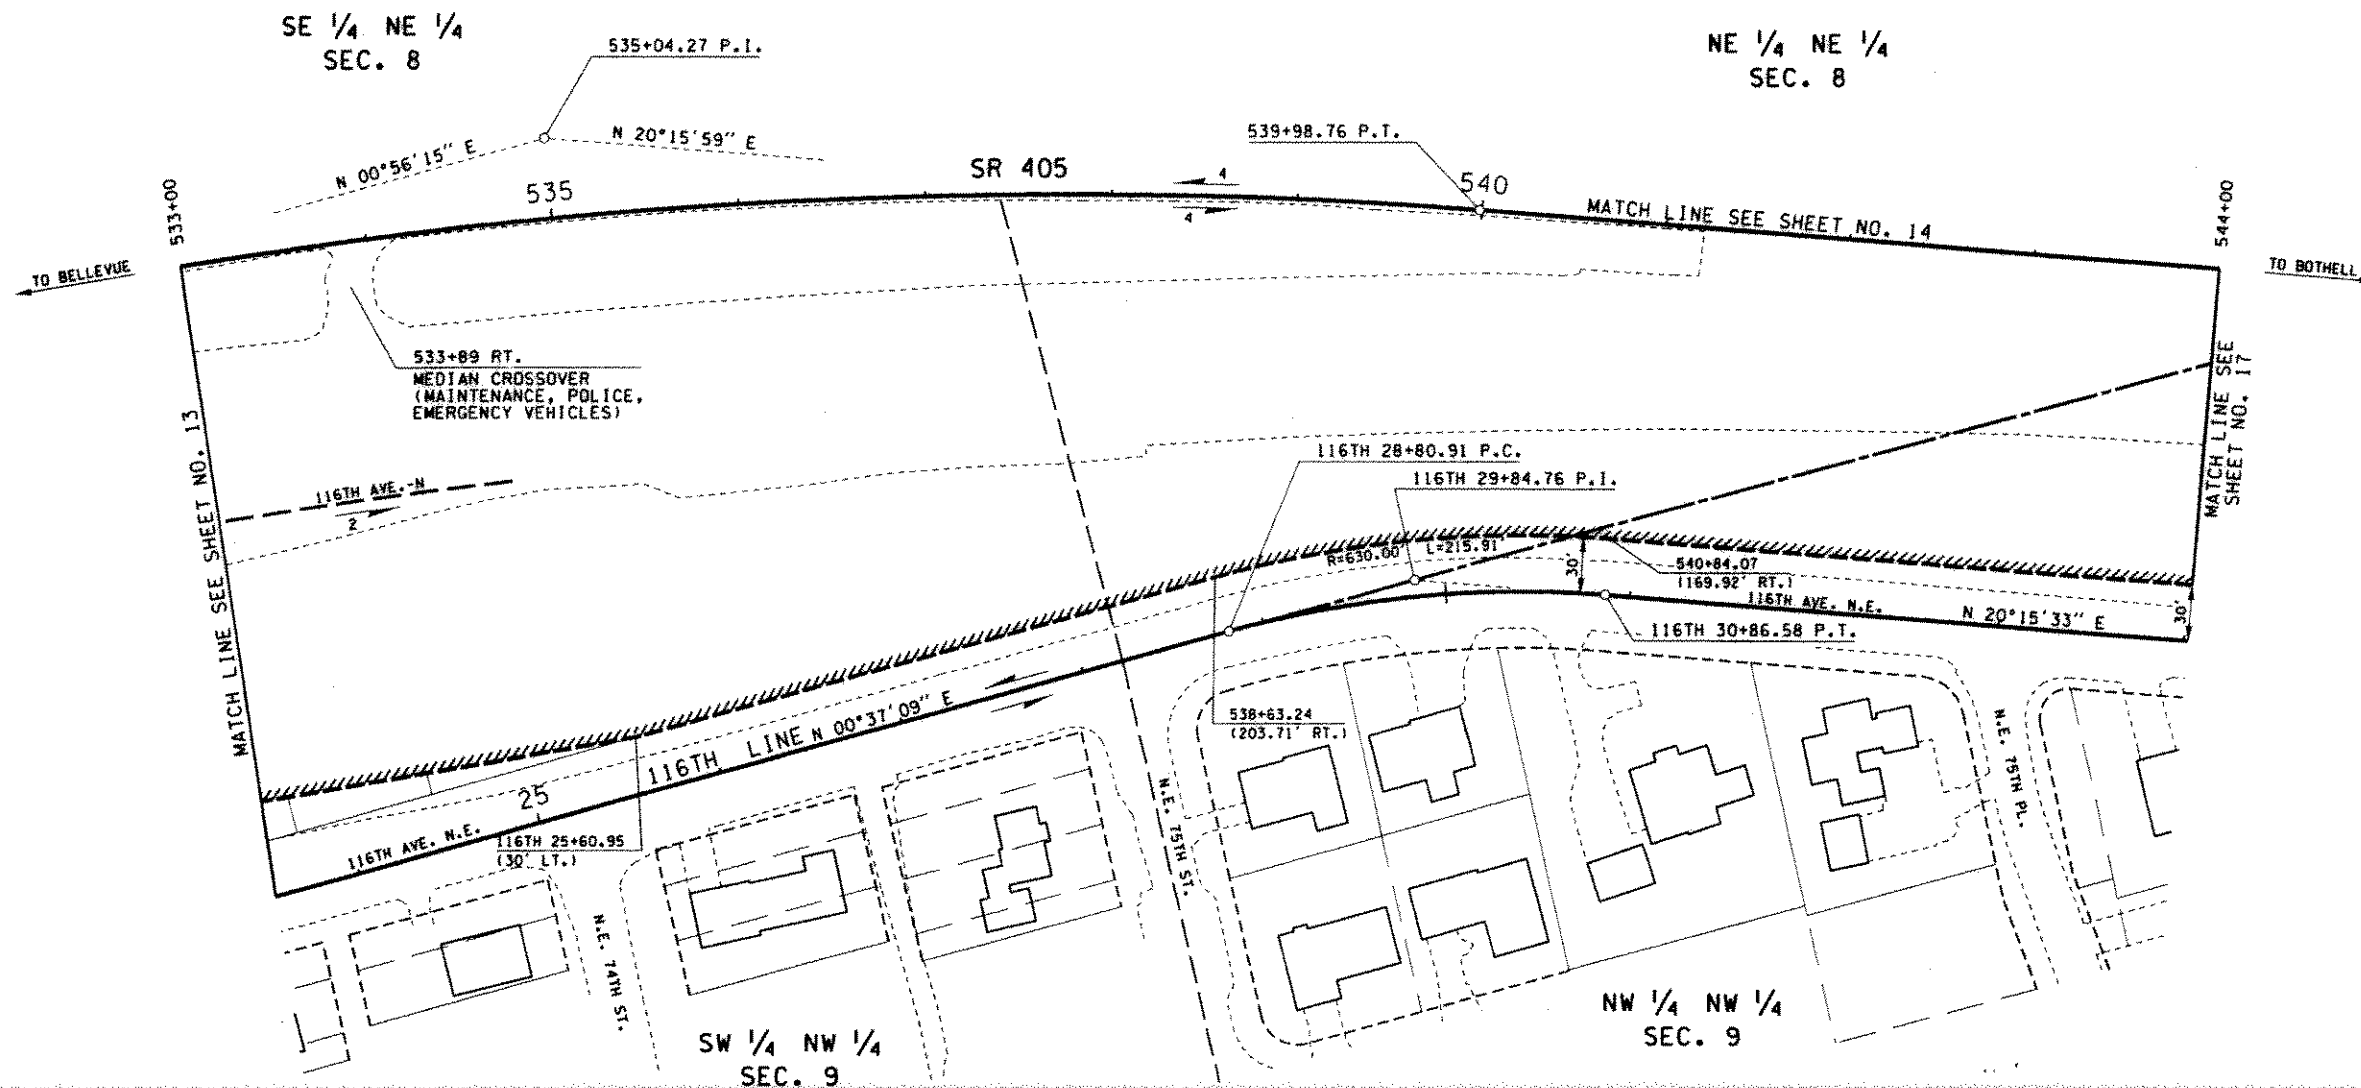 SE 1/4 NE 1/4
SEC. 8
535+04.27 P.I.
NE 1/4 NE 1/4
SEC. 8
N 00°56'15" E
N 20°15'59" E
539+98.76 P.T.
533+00
535
SR 405
4
4
540
MATCH LINE SEE SHEET NO. 14
544+00
TO BELLEVUE
TO BOTHELL
533+89 RT.
MEDIAN CROSSOVER
(MAINTENANCE, POLICE,
EMERGENCY VEHICLES)
MATCH LINE SEE SHEET NO. 13
116TH AVE.-N
2
116TH 28+80.91 P.C.
116TH 29+84.76 P.I.
MATCH LINE SEE
SHEET NO. 17
R=630.00'
L=215.91'
30'
540+84.07
(169.92' RT.)
116TH AVE. N.E.
N 20°15'33" E
30'
116TH 30+86.58 P.T.
538+63.24
(203.71' RT.)
116TH LINE N 00°37'09" E
25
116TH AVE. N.E.
116TH 25+60.95
(30' LT.)
N.E. 74TH ST.
N.E. 75TH ST.
N.E. 75TH PL.
SW 1/4 NW 1/4
SEC. 9
NW 1/4 NW 1/4
SEC. 9